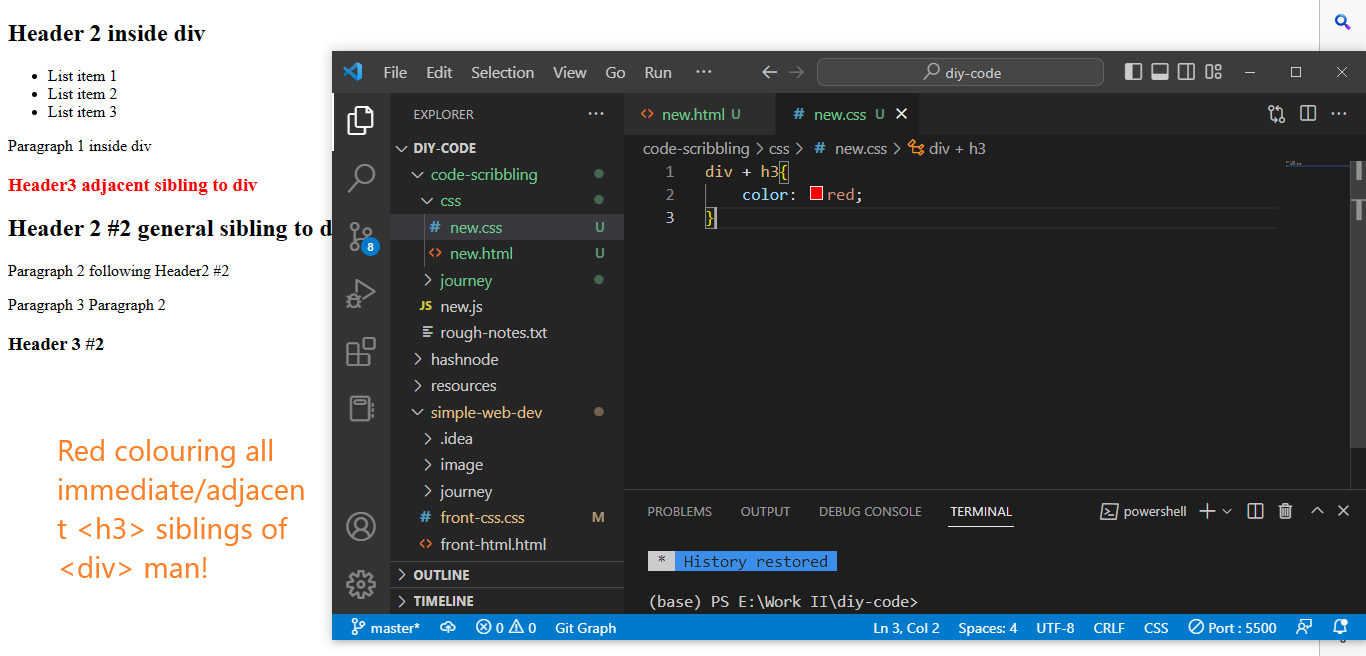 Header 2 inside div
List item 1
List item 2
List item 3
Paragraph 1 inside div
Header3 adjacent sibling to div
Header 2 #2 general sibling to d
Paragraph 2 following Header2 #2
Paragraph 3 Paragraph 2
Header 3 #2
Red colouring all
immediate/adjacen
t <h3> siblings of
<div> man!
File Edit Selection View Go Run ··· diy-code
EXPLORER ···
DIY-CODE
code-scribbling
css
# new.css U
<> new.html U
journey
JS new.js
rough-notes.txt
hashnode
resources
simple-web-dev
.idea
image
journey
# front-css.css M
<> front-html.html
OUTLINE
TIMELINE
<> new.html U # new.css U
code-scribbling > css > # new.css > div + h3
1 div + h3{
2 color: red;
3 }
PROBLEMS OUTPUT DEBUG CONSOLE TERMINAL powershell
* History restored
(base) PS E:\Work II\diy-code>
8
master* 0 0 Git Graph Ln 3, Col 2 Spaces: 4 UTF-8 CRLF CSS Port : 5500